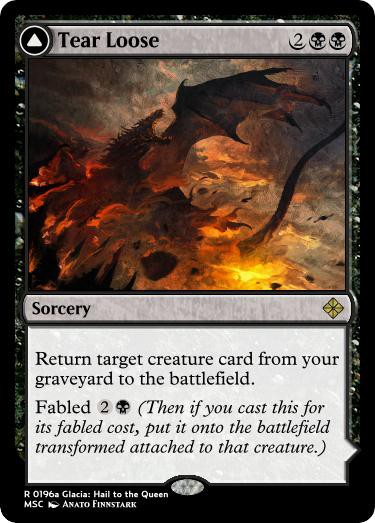 Tear Loose 2
Sorcery
Return target creature card from your
graveyard to the battlefield.
Fabled 2 (Then if you cast this for
its fabled cost, put it onto the battlefield
transformed attached to that creature.)
R 0196a Glacia: Hail to the Queen
MSC Anato Finnstark